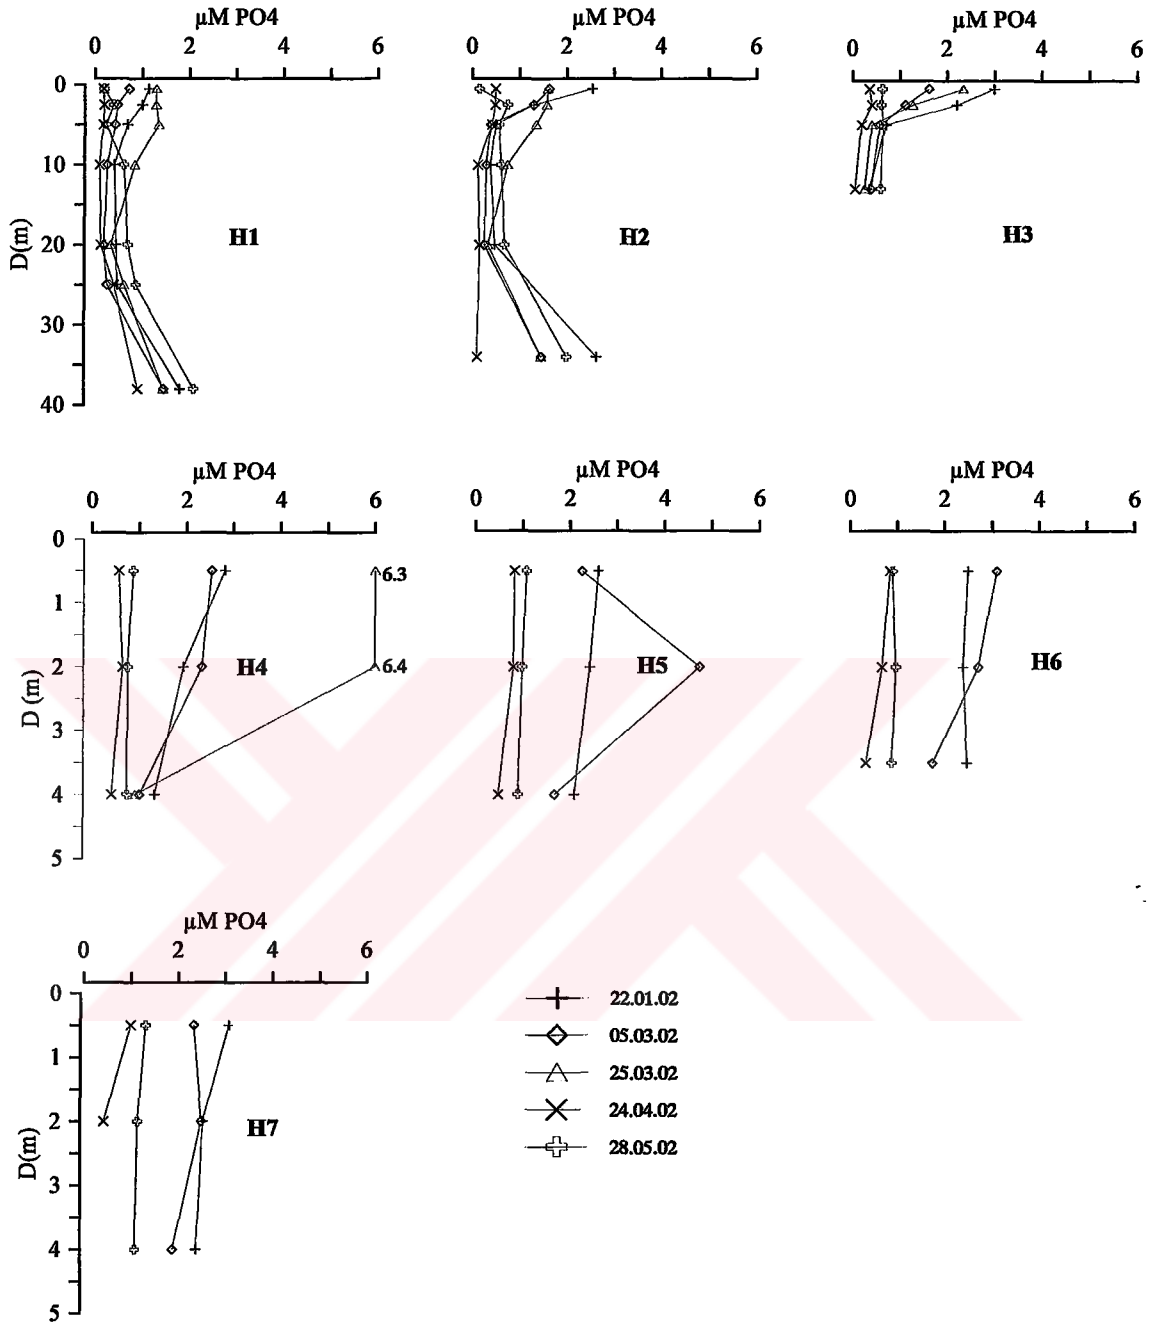 µM PO4 µM PO4 µM PO4
0 2 4 6 0 2 4 6 0 2 4 6
0
10
20
30
40
D(m)
H1 H2 H3
µM PO4 µM PO4 µM PO4
0 2 4 6 0 2 4 6 0 2 4 6
0
1
2
3
4
5
D (m)
6.3
6.4
H4 H5 H6
µM PO4
0 2 4 6
0
1
2
3
4
5
D(m)
H7
22.01.02
05.03.02
25.03.02
24.04.02
28.05.02